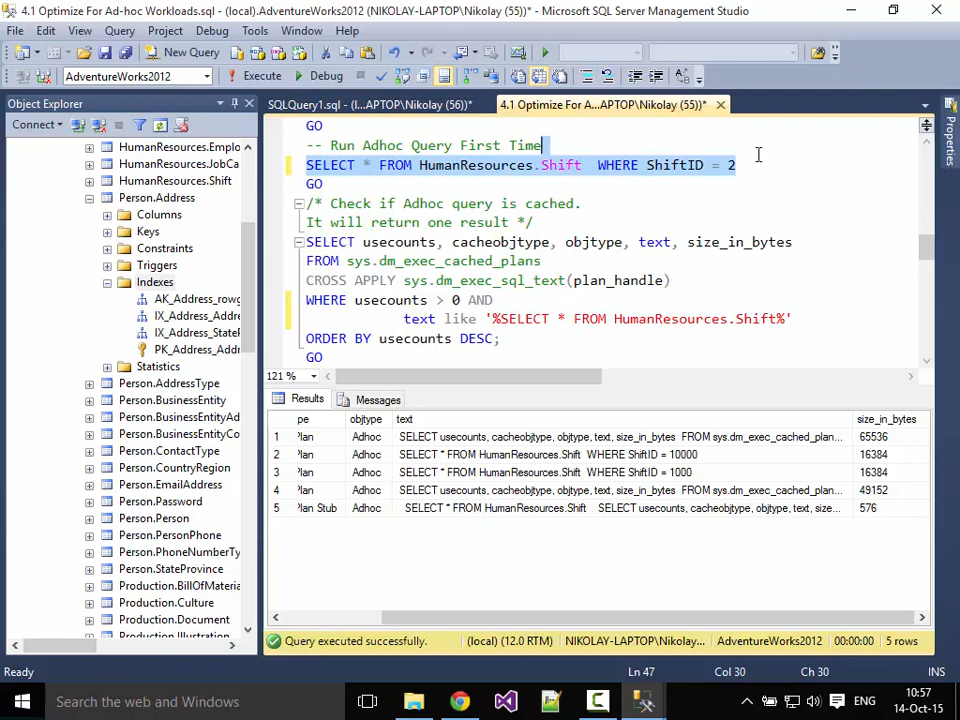 4.1 Optimize For Ad-hoc Workloads.sql - (local).AdventureWorks2012 (NIKOLAY-LAPTOP\Nikolay (55))* - Microsoft SQL Server Management Studio
File Edit View Query Project Debug Tools Window Help
New Query
AdventureWorks2012 Execute Debug
Object Explorer
Connect
HumanResources.Emplo
HumanResources.JobCa
HumanResources.Shift
Person.Address
Columns
Keys
Constraints
Triggers
Indexes
AK_Address_rowg
IX_Address_Addre
IX_Address_StateP
PK_Address_Addr
Statistics
Person.AddressType
Person.BusinessEntity
Person.BusinessEntityAd
Person.BusinessEntityCo
Person.ContactType
Person.CountryRegion
Person.EmailAddress
Person.Password
Person.Person
Person.PersonPhone
Person.PhoneNumberTy
Person.StateProvince
Production.BillOfMateria
Production.Culture
Production.Document
Production.Illustration
SQLQuery1.sql - (l...APTOP\Nikolay (56))* 4.1 Optimize For A...APTOP\Nikolay (55))*
GO
-- Run Adhoc Query First Time
SELECT * FROM HumanResources.Shift WHERE ShiftID = 2
GO
/* Check if Adhoc query is cached.
It will return one result */
SELECT usecounts, cacheobjtype, objtype, text, size_in_bytes
FROM sys.dm_exec_cached_plans
CROSS APPLY sys.dm_exec_sql_text(plan_handle)
WHERE usecounts > 0 AND
text like '%SELECT * FROM HumanResources.Shift%'
ORDER BY usecounts DESC;
GO
121 %
Results Messages
pe objtype text size_in_bytes
1 Plan Adhoc SELECT usecounts, cacheobjtype, objtype, text, size_in_bytes FROM sys.dm_exec_cached_plan... 65536
2 Plan Adhoc SELECT * FROM HumanResources.Shift WHERE ShiftID = 10000 16384
3 Plan Adhoc SELECT * FROM HumanResources.Shift WHERE ShiftID = 1000 16384
4 Plan Adhoc SELECT usecounts, cacheobjtype, objtype, text, size_in_bytes FROM sys.dm_exec_cached_plan... 49152
5 Plan Stub Adhoc SELECT * FROM HumanResources.Shift SELECT usecounts, cacheobjtype, objtype, text, size... 576
Query executed successfully. (local) (12.0 RTM) NIKOLAY-LAPTOP\Nikolay... AdventureWorks2012 00:00:00 5 rows
Properties
Ready Ln 47 Col 30 Ch 30 INS
Search the web and Windows
ENG
10:57
14-Oct-15